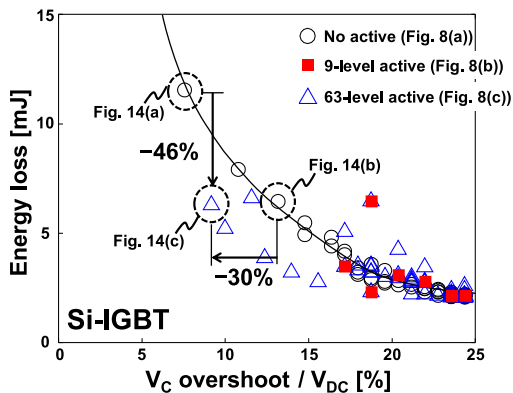 No active (Fig. 8(a))
9-level active (Fig. 8(b))
63-level active (Fig. 8(c))
Fig. 14(a)
−46%
Fig. 14(b)
Fig. 14(c)
−30%
Si-IGBT
Energy loss [mJ]
15
10
5
0
0
5
10
15
20
25
V_C overshoot / V_DC [%]